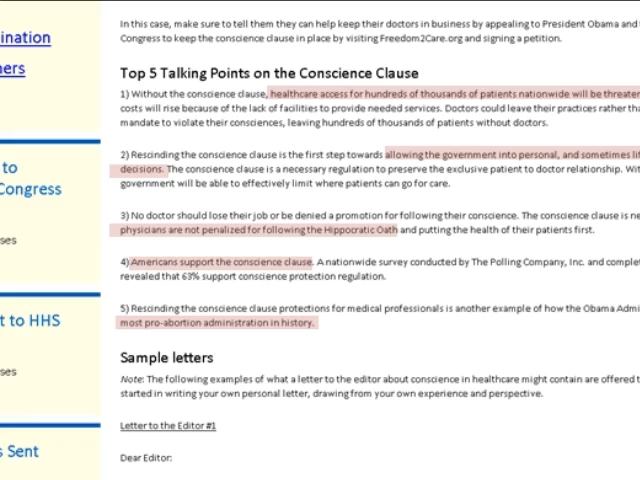 In this case, make sure to tell them they can help keep their doctors in business by appealing to President Obama and
Congress to keep the conscience clause in place by visiting Freedom2Care.org and signing a petition.
ination
ners
Top 5 Talking Points on the Conscience Clause
1) Without the conscience clause, healthcare access for hundreds of thousands of patients nationwide will be threaten
costs will rise because of the lack of facilities to provide needed services. Doctors could leave their practices rather tha
mandate to violate their consciences, leaving hundreds of thousands of patients without doctors.
2) Rescinding the conscience clause is the first step towards allowing the government into personal, and sometimes lif
decisions. The conscience clause is a necessary regulation to preserve the exclusive patient to doctor relationship. Wit
government will be able to effectively limit where patients can go for care.
to
Congress
ses
3) No doctor should lose their job or be denied a promotion for following their conscience. The conscience clause is ne
physicians are not penalized for following the Hippocratic Oath and putting the health of their patients first.
4) Americans support the conscience clause. A nationwide survey conducted by The Polling Company, Inc. and complet
revealed that 63% support conscience protection regulation.
5) Rescinding the conscience clause protections for medical professionals is another example of how the Obama Admi
most pro-abortion administration in history.
t to HHS
ses
Sample letters
Note: The following examples of what a letter to the editor about conscience in healthcare might contain are offered t
started in writing your own personal letter, drawing from your own experience and perspective.
Letter to the Editor #1
s Sent
Dear Editor: